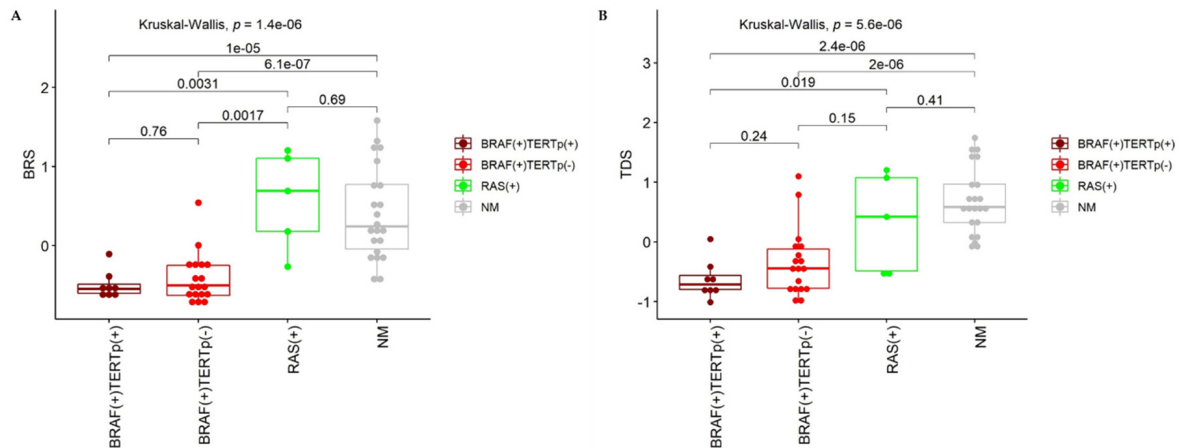 A
Kruskal-Wallis, p = 1.4e-06
1e-05
6.1e-07
0.0031
0.69
0.0017
0.76
2
1
0
BRS
BRAF(+)TERTp(+)
BRAF(+)TERTp(-)
RAS(+)
NM
BRAF(+)TERTp(+)
BRAF(+)TERTp(-)
RAS(+)
NM
B
Kruskal-Wallis, p = 5.6e-06
2.4e-06
2e-06
0.019
0.41
0.15
0.24
3
2
1
0
-1
TDS
BRAF(+)TERTp(+)
BRAF(+)TERTp(-)
RAS(+)
NM
BRAF(+)TERTp(+)
BRAF(+)TERTp(-)
RAS(+)
NM